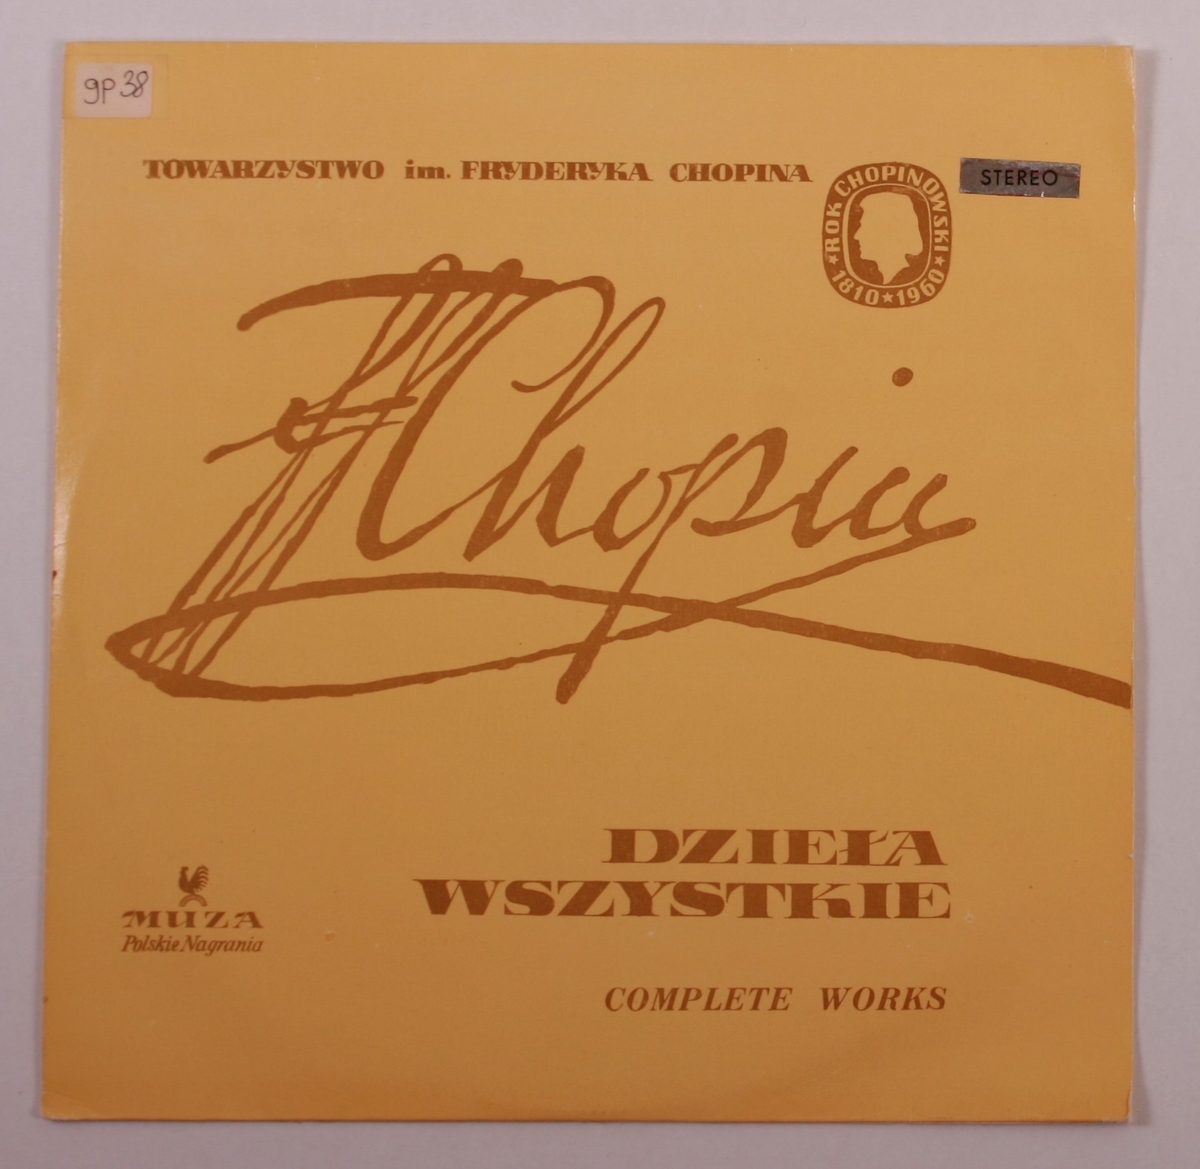 gp 38
TOWARZYSTWO im. FRYDERYKA CHOPINA
STEREO
★ROK CHOPINOWSKI★
1810★1960
FChopin
DZIEŁA
WSZYSTKIE
MUZA
Polskie Nagrania
COMPLETE WORKS